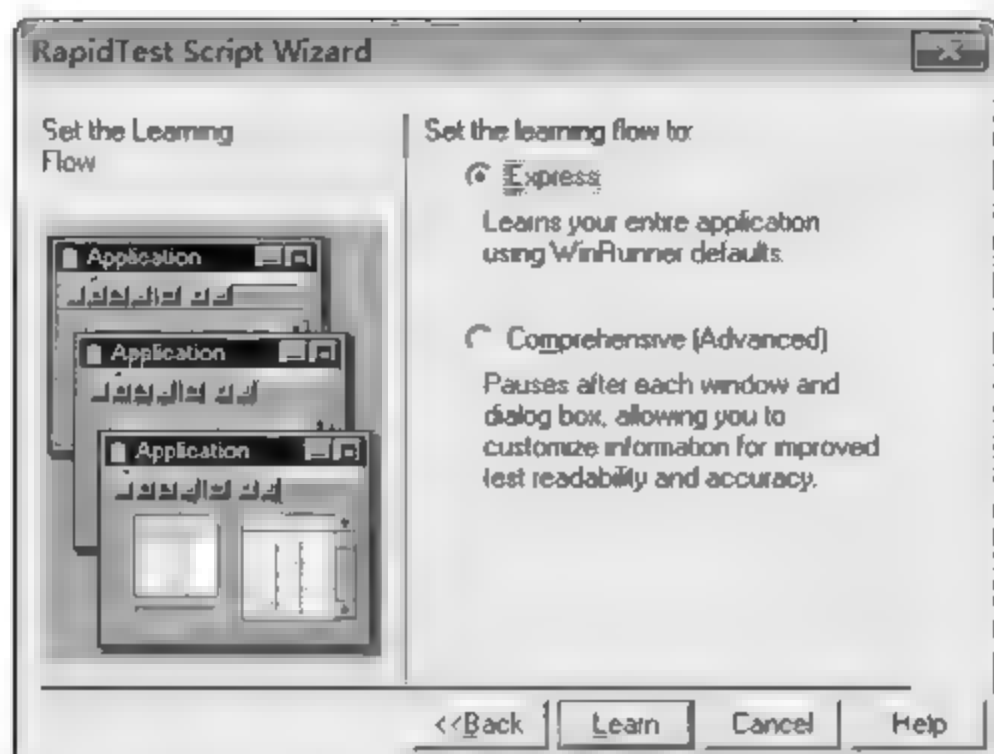 RapidTest Script Wizard
Set the Learning
Flow
Application
Application
Application
Set the learning flow to:
Express
Learns your entire application
using WinRunner defaults.
Comprehensive (Advanced)
Pauses after each window and
dialog box, allowing you to
customize information for improved
test readability and accuracy.
<<Back
Learn
Cancel
Help